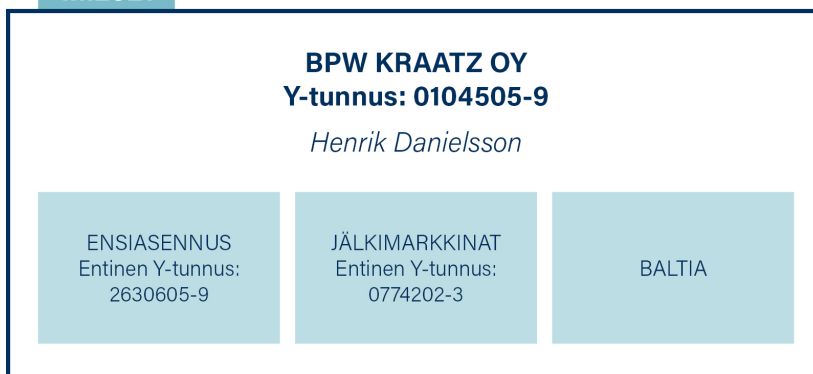 BPW KRAATZ OY
Y-tunnus: 0104505-9
Henrik Danielsson
ENSIASENNUS
Entinen Y-tunnus:
2630605-9
JÄLKIMARKKINAT
Entinen Y-tunnus:
0774202-3
BALTIA